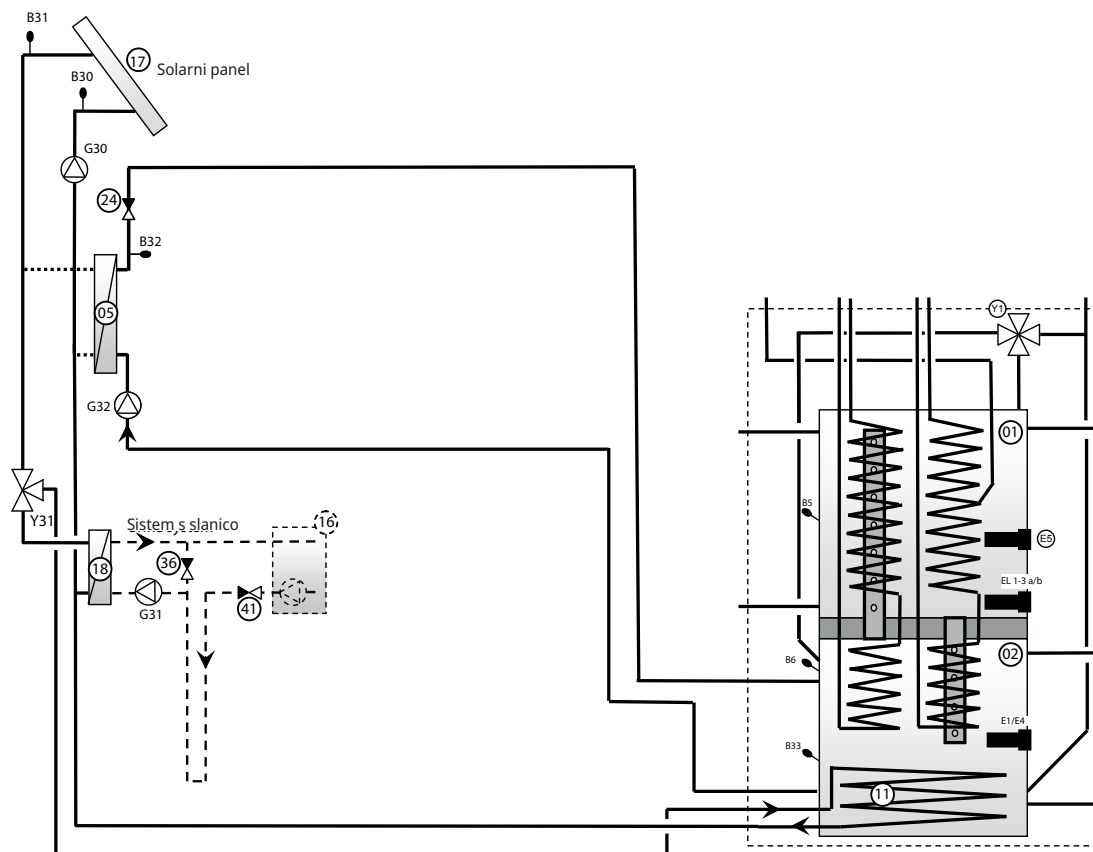 B31
17
Solarni panel
B30
G30
24
B32
05
G32
Y1
01
B5
E5
Y31
Sistem s slanico
16
36
18
EL 1-3 a/b
41
G31
02
B6
E1/E4
B33
11